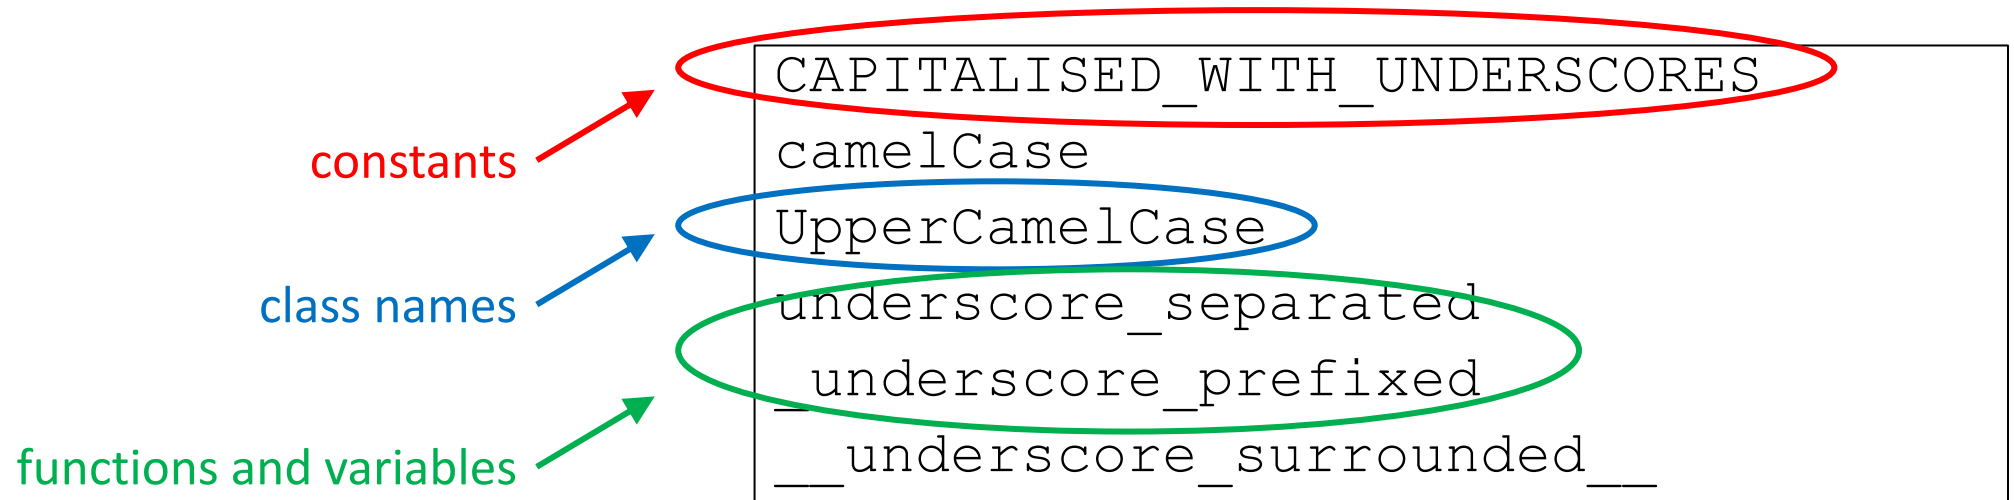 CAPITALISED_WITH_UNDERSCORES
constants
camelCase
UpperCamelCase
class names
underscore_separated
_underscore_prefixed
functions and variables
__underscore_surrounded__